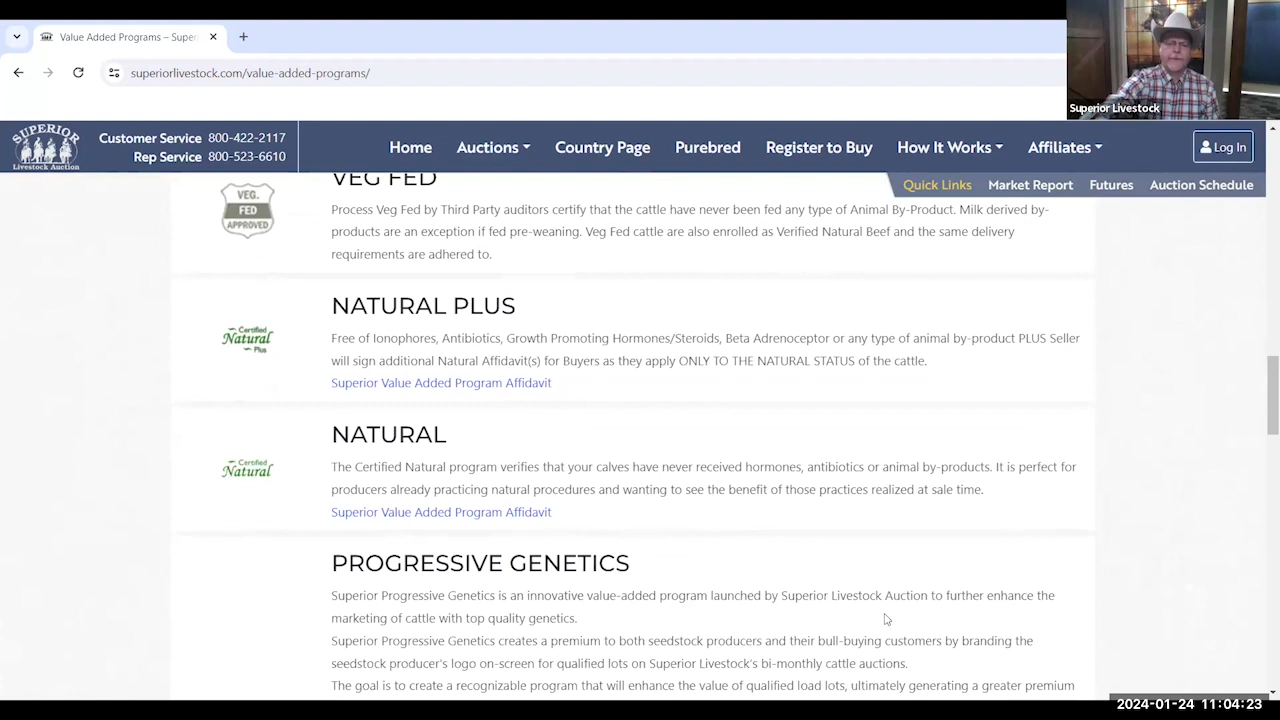 Value Added Programs – Super
superiorlivestock.com/value-added-programs/
Superior Livestock
SUPERIOR
Livestock Auction
Customer Service 800-422-2117
Rep Service 800-523-6610
Home
Auctions
Country Page
Purebred
Register to Buy
How It Works
Affiliates
Log In
Quick Links
Market Report
Futures
Auction Schedule
VEG.
FED
APPROVED
VEG FED
Process Veg Fed by Third Party auditors certify that the cattle have never been fed any type of Animal By-Product. Milk derived by-
products are an exception if fed pre-weaning. Veg Fed cattle are also enrolled as Verified Natural Beef and the same delivery
requirements are adhered to.
Certified
Natural
Plus
NATURAL PLUS
Free of Ionophores, Antibiotics, Growth Promoting Hormones/Steroids, Beta Adrenoceptor or any type of animal by-product PLUS Seller
will sign additional Natural Affidavit(s) for Buyers as they apply ONLY TO THE NATURAL STATUS of the cattle.
Superior Value Added Program Affidavit
Certified
Natural
NATURAL
The Certified Natural program verifies that your calves have never received hormones, antibiotics or animal by-products. It is perfect for
producers already practicing natural procedures and wanting to see the benefit of those practices realized at sale time.
Superior Value Added Program Affidavit
PROGRESSIVE GENETICS
Superior Progressive Genetics is an innovative value-added program launched by Superior Livestock Auction to further enhance the
marketing of cattle with top quality genetics.
Superior Progressive Genetics creates a premium to both seedstock producers and their bull-buying customers by branding the
seedstock producer's logo on-screen for qualified lots on Superior Livestock's bi-monthly cattle auctions.
The goal is to create a recognizable program that will enhance the value of qualified load lots, ultimately generating a greater premium
2024-01-24 11:04:23